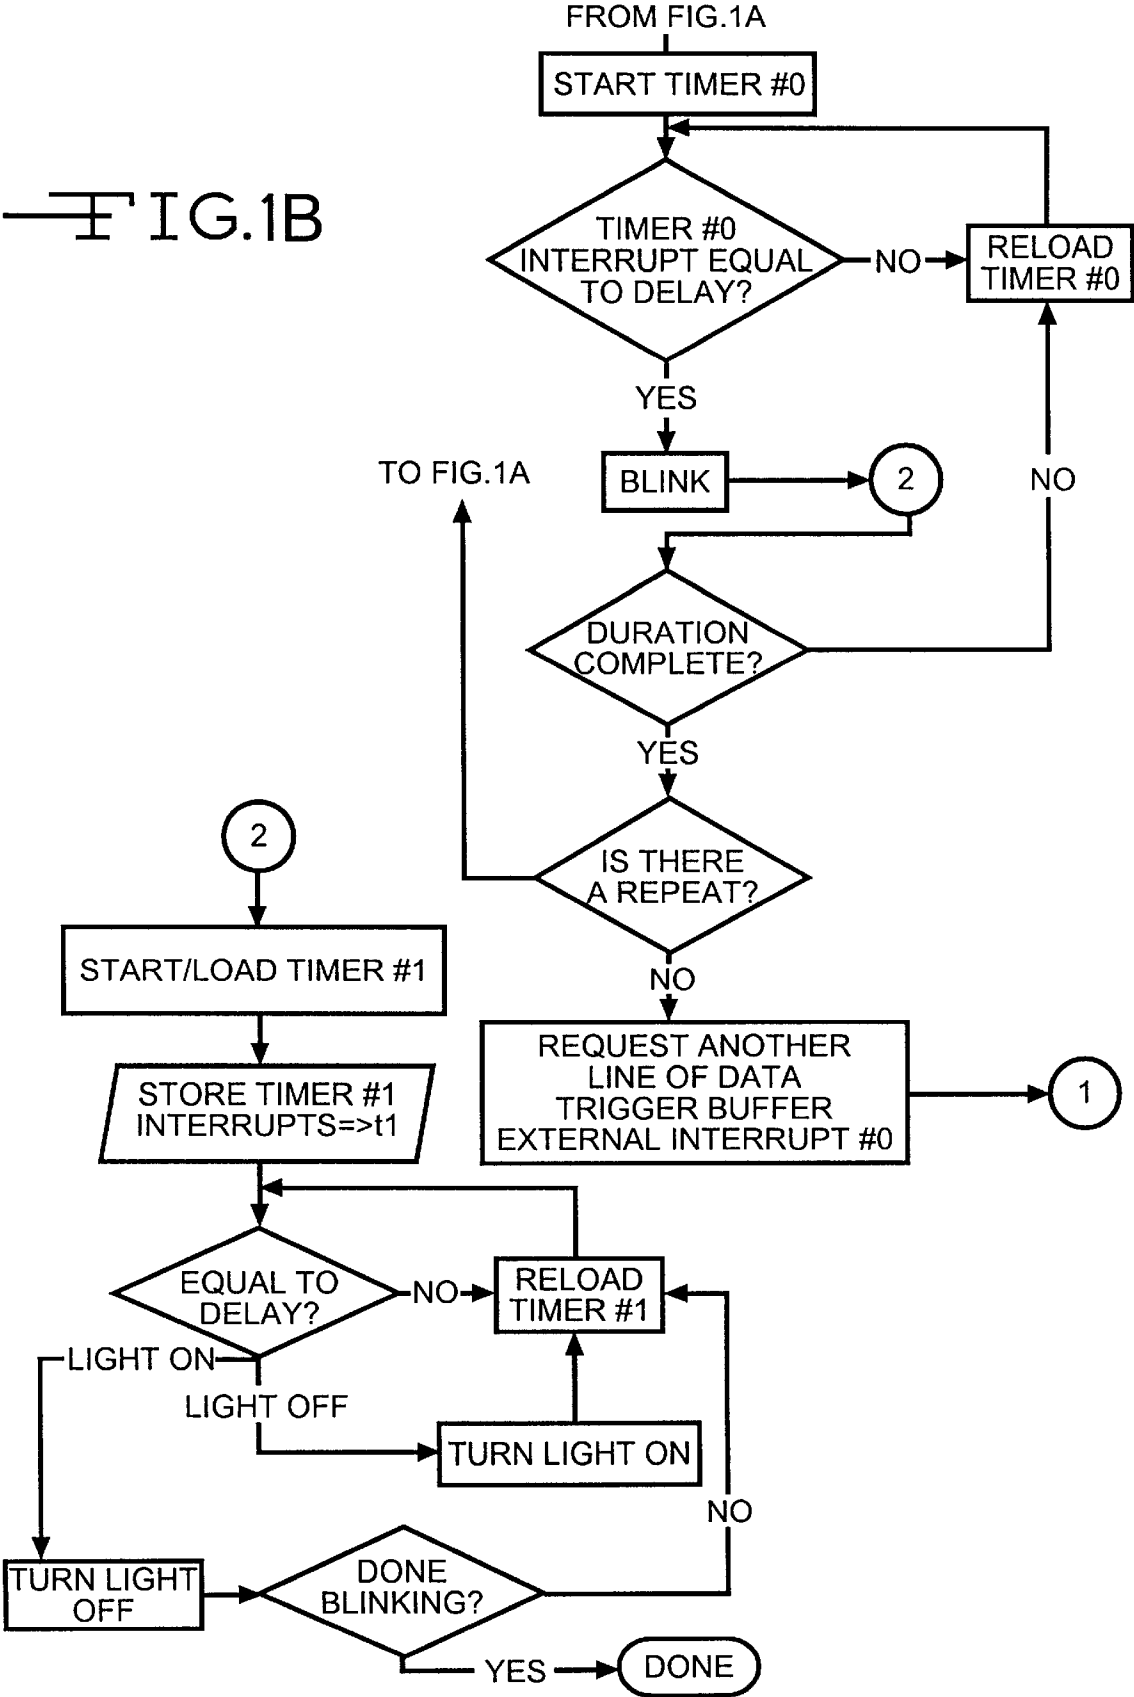 FROM FIG.1A
START TIMER #0
FIG.1B
TIMER #0
INTERRUPT EQUAL
TO DELAY?
NO
RELOAD
TIMER #0
YES
TO FIG.1A
BLINK
2
NO
DURATION
COMPLETE?
YES
2
IS THERE
A REPEAT?
START/LOAD TIMER #1
NO
REQUEST ANOTHER
LINE OF DATA
TRIGGER BUFFER
EXTERNAL INTERRUPT #0
1
STORE TIMER #1
INTERRUPTS=>t1
EQUAL TO
DELAY?
NO
RELOAD
TIMER #1
LIGHT ON
LIGHT OFF
TURN LIGHT ON
NO
TURN LIGHT
OFF
DONE
BLINKING?
YES
DONE